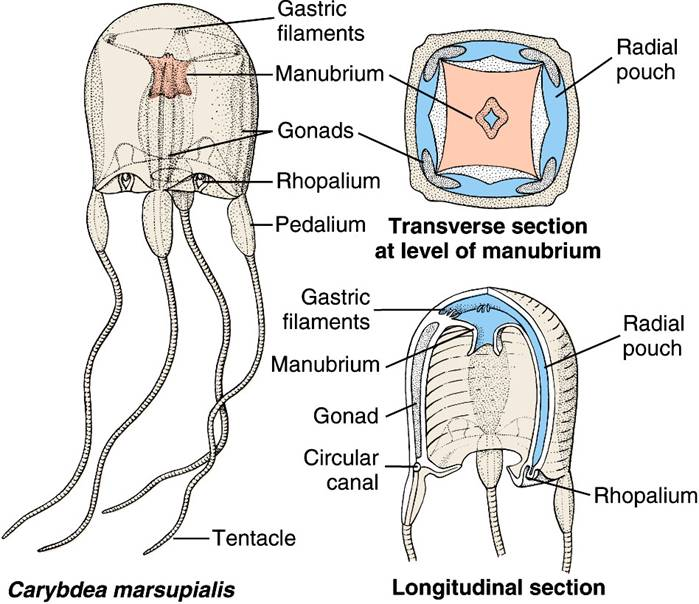 Gastric
filaments
Manubrium
Gonads
Rhopalium
Pedalium
Tentacle
Carybdea marsupialis
Radial
pouch
Transverse section
at level of manubrium
Gastric
filaments
Manubrium
Gonad
Circular
canal
Radial
pouch
Rhopalium
Longitudinal section